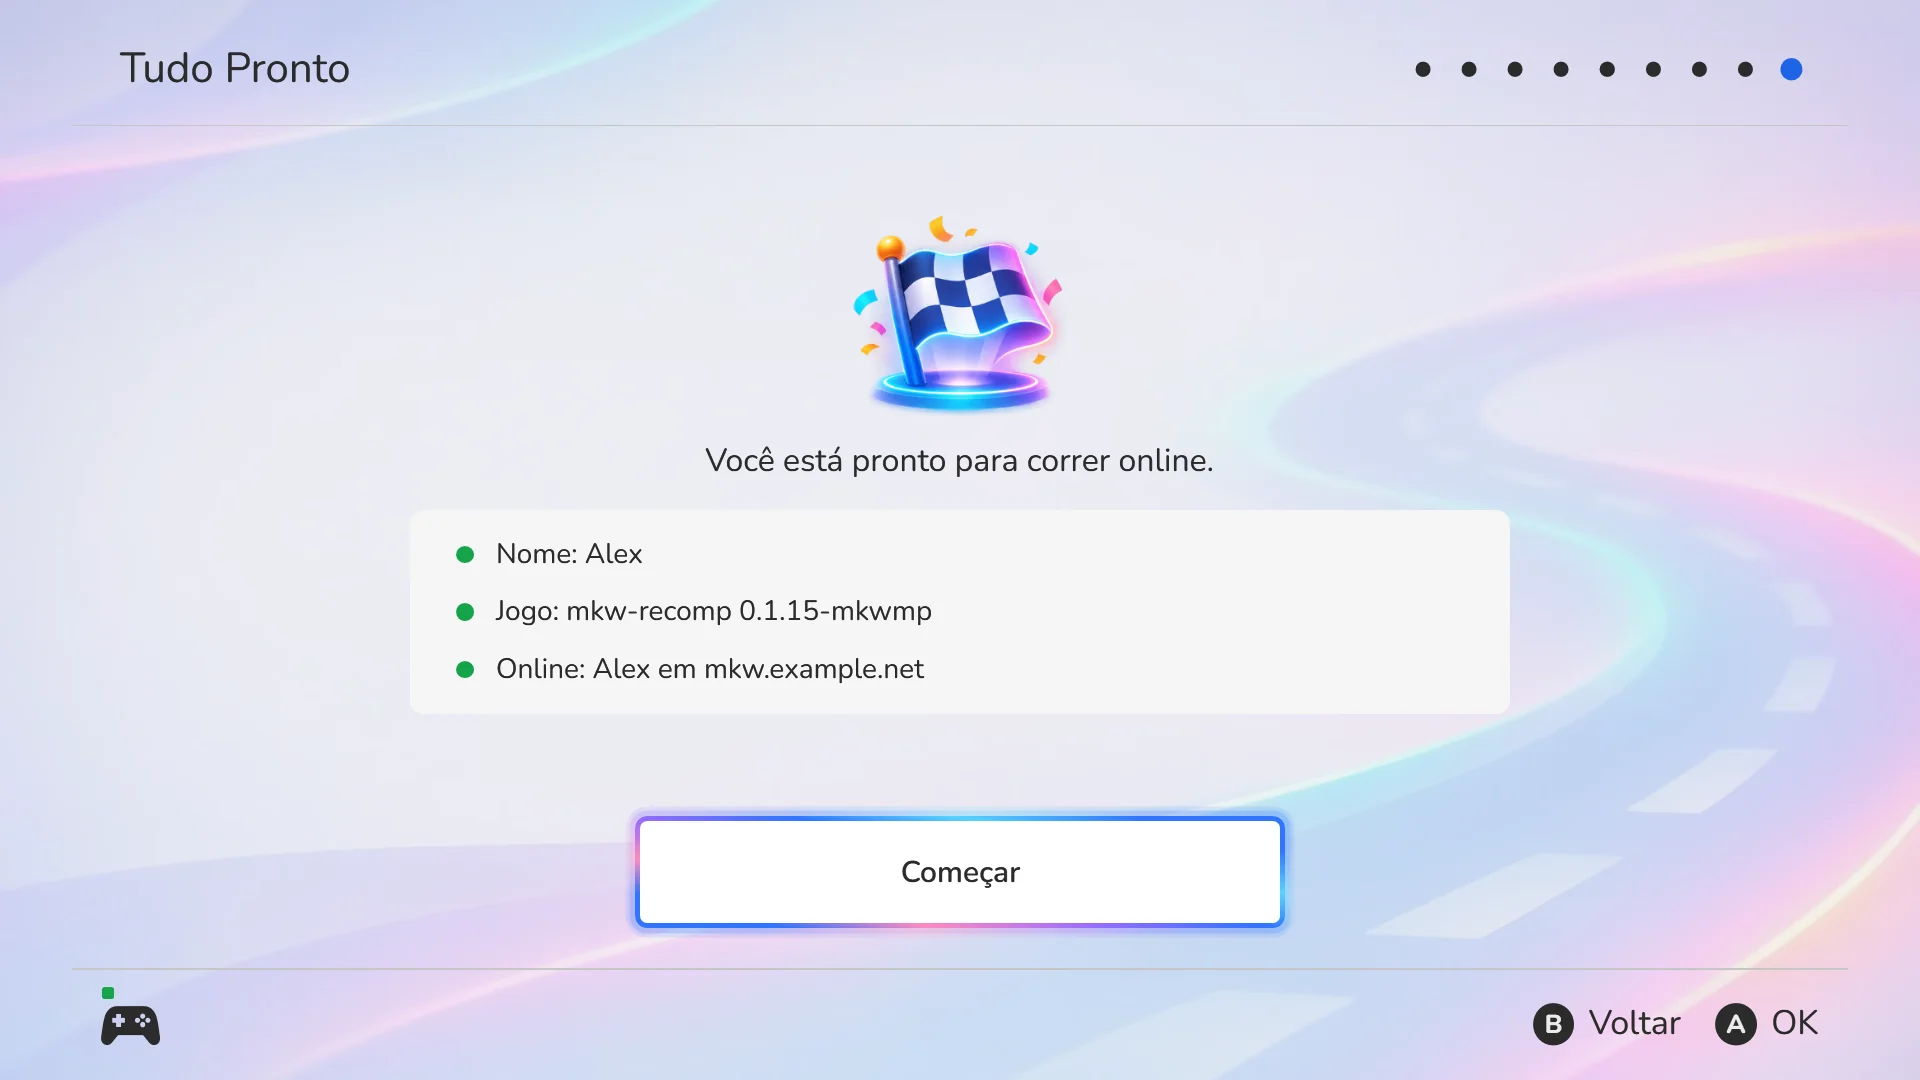 Tudo Pronto
Você está pronto para correr online.
Nome: Alex
Jogo: mkw-recomp 0.1.15-mkwmp
Online: Alex em mkw.example.net
Começar
B Voltar A OK